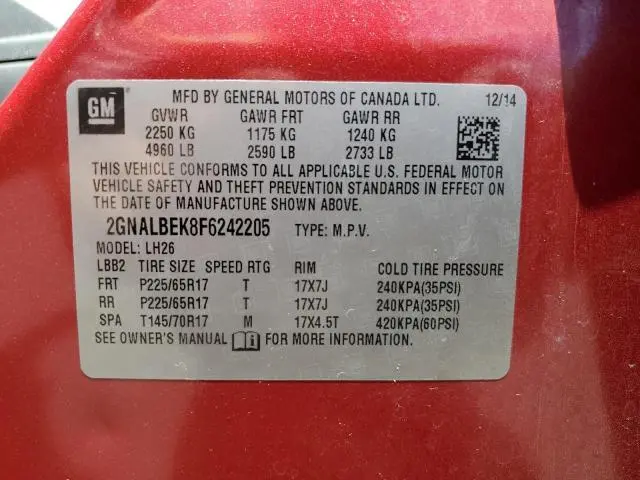 GM
MFD BY GENERAL MOTORS OF CANADA LTD. 12/14
GVWR GAWR FRT GAWR RR
2250 KG 1175 KG 1240 KG
4960 LB 2590 LB 2733 LB
THIS VEHICLE CONFORMS TO ALL APPLICABLE U.S. FEDERAL MOTOR
VEHICLE SAFETY AND THEFT PREVENTION STANDARDS IN EFFECT ON
THE DATE OF MANUFACTURE SHOWN ABOVE.
2GNALBEK8F6242205 TYPE: M.P.V.
MODEL: LH26
LBB2 TIRE SIZE SPEED RTG RIM COLD TIRE PRESSURE
FRT P225/65R17 T 17X7J 240KPA(35PSI)
RR P225/65R17 T 17X7J 240KPA(35PSI)
SPA T145/70R17 M 17X4.5T 420KPA(60PSI)
SEE OWNER'S MANUAL FOR MORE INFORMATION.